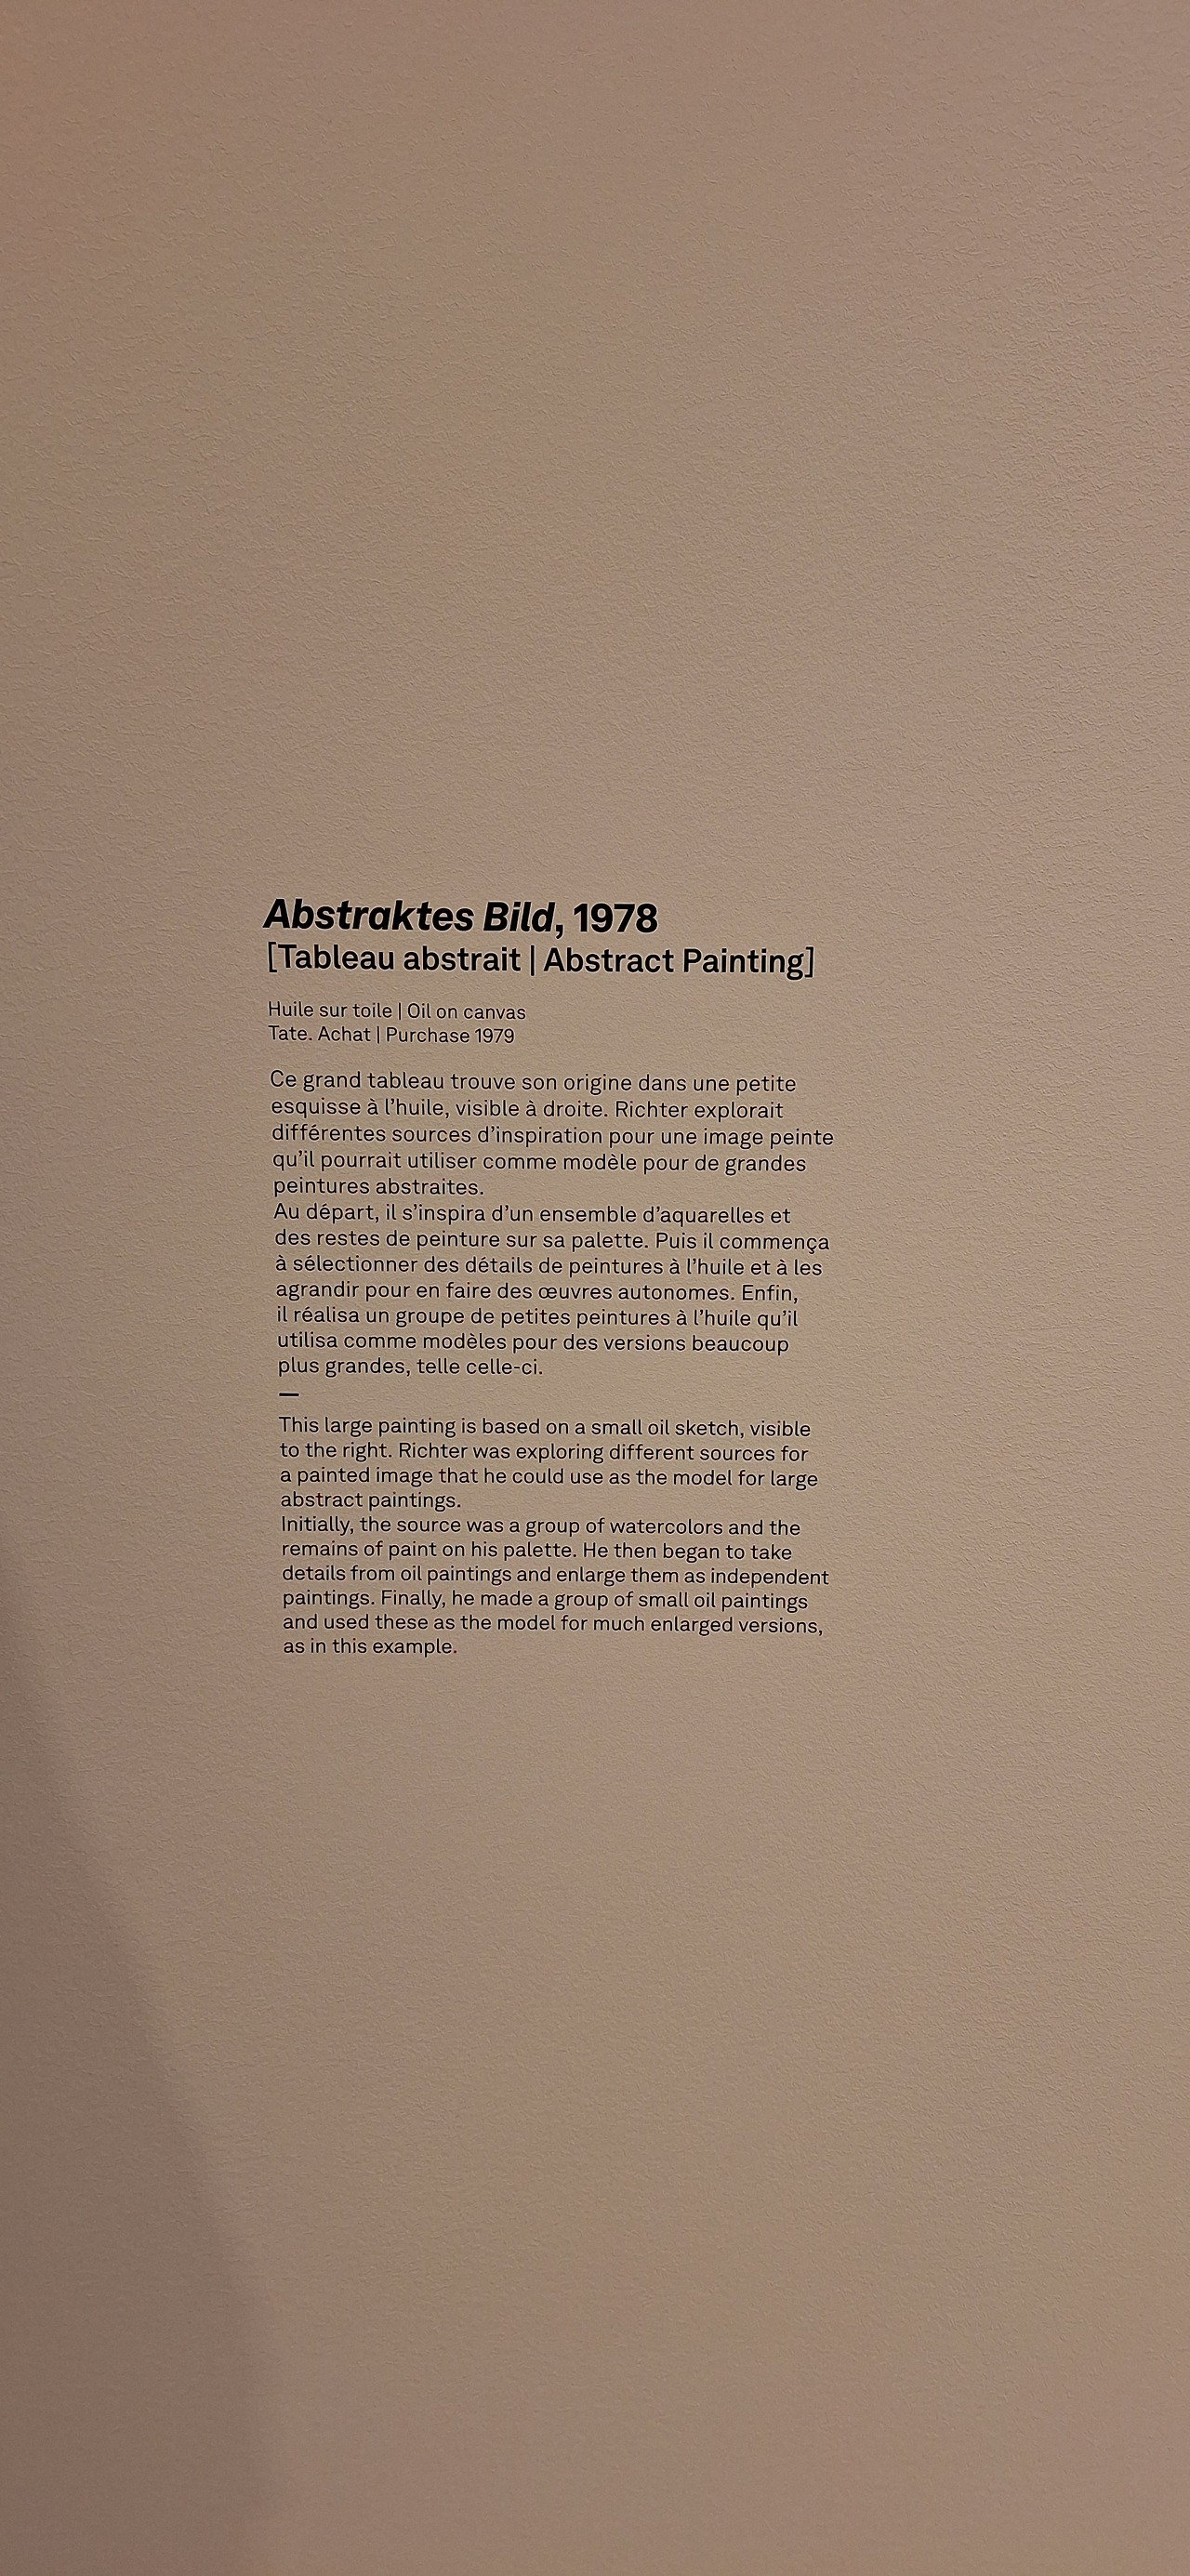 Abstraktes Bild, 1978
[Tableau abstrait | Abstract Painting]
Huile sur toile | Oil on canvas
Tate. Achat | Purchase 1979
Ce grand tableau trouve son origine dans une petite
esquisse à l’huile, visible à droite. Richter explorait
différentes sources d’inspiration pour une image peinte
qu’il pourrait utiliser comme modèle pour de grandes
peintures abstraites.
Au départ, il s’inspira d’un ensemble d’aquarelles et
des restes de peinture sur sa palette. Puis il commença
à sélectionner des détails de peintures à l’huile et à les
agrandir pour en faire des œuvres autonomes. Enfin,
il réalisa un groupe de petites peintures à l’huile qu’il
utilisa comme modèles pour des versions beaucoup
plus grandes, telle celle-ci.
—
This large painting is based on a small oil sketch, visible
to the right. Richter was exploring different sources for
a painted image that he could use as the model for large
abstract paintings.
Initially, the source was a group of watercolors and the
remains of paint on his palette. He then began to take
details from oil paintings and enlarge them as independent
paintings. Finally, he made a group of small oil paintings
and used these as the model for much enlarged versions,
as in this example.